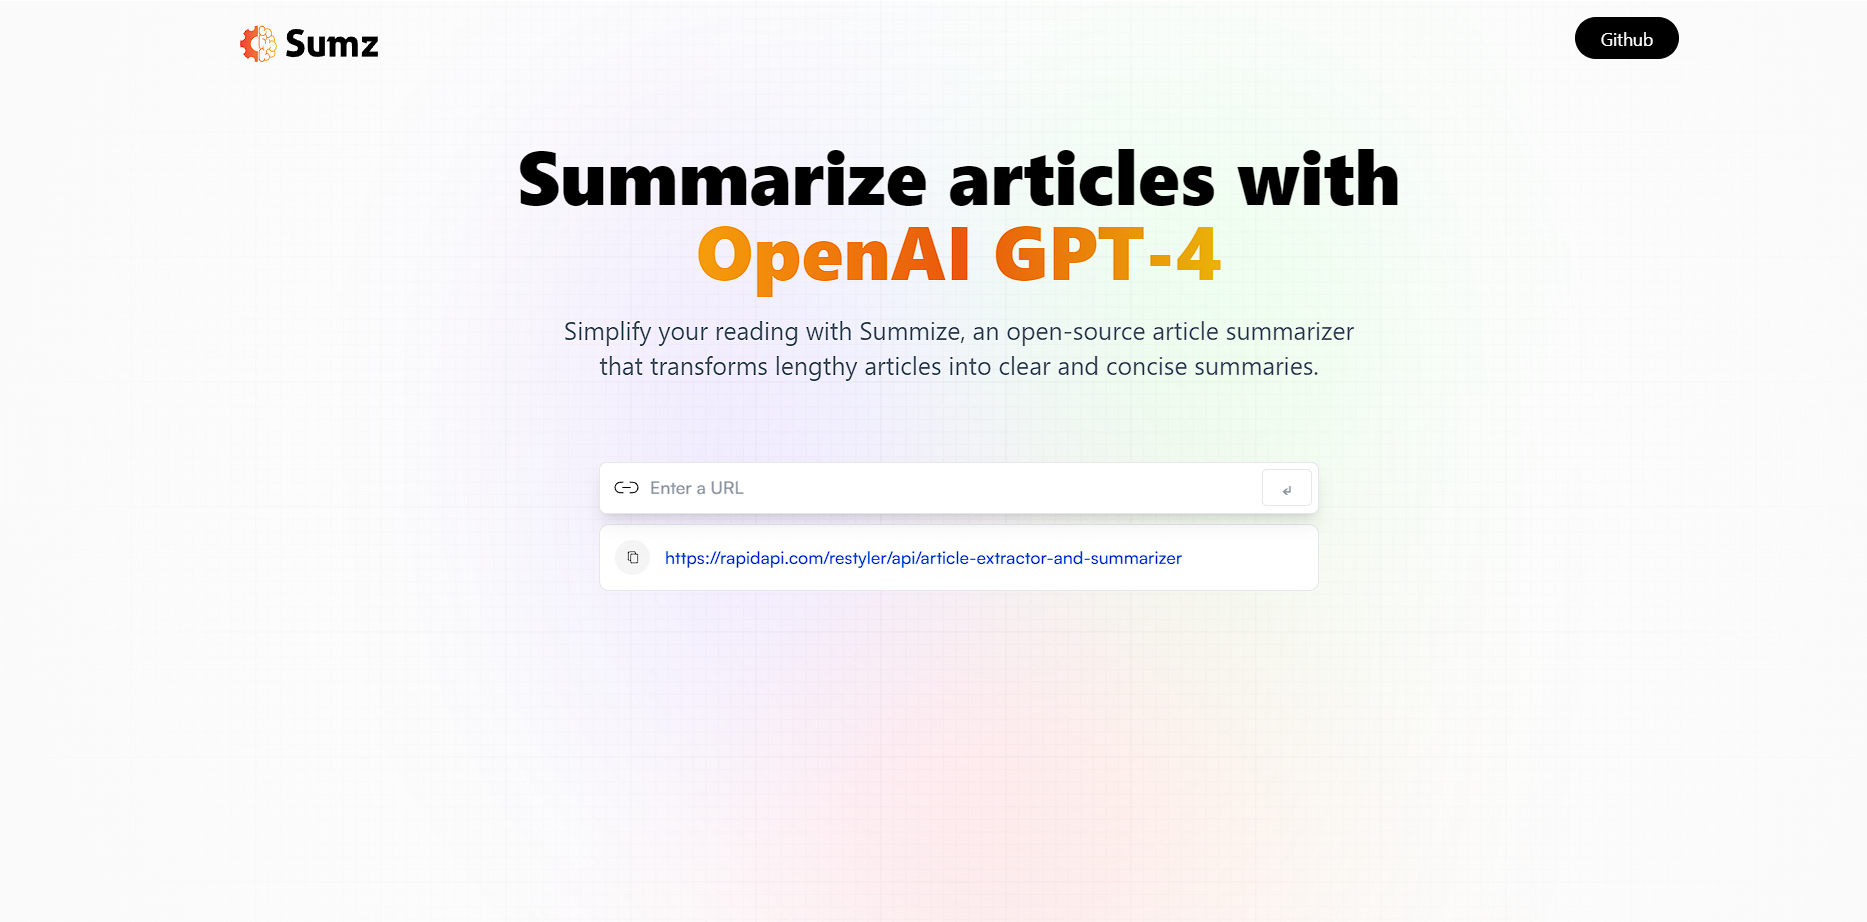 Sumz
Github
Summarize articles with
OpenAI GPT-4
Simplify your reading with Summize, an open-source article summarizer
that transforms lengthy articles into clear and concise summaries.
Enter a URL
↵
https://rapidapi.com/restyler/api/article-extractor-and-summarizer